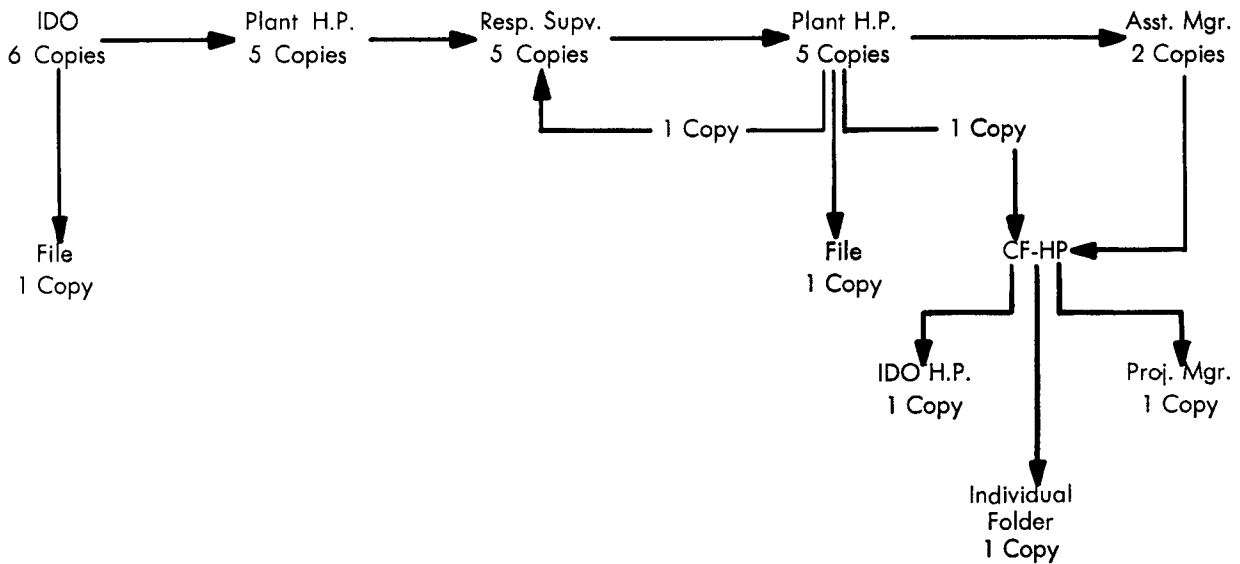 IDO
6 Copies
Plant H.P.
5 Copies
Resp. Supv.
5 Copies
Plant H.P.
5 Copies
Asst. Mgr.
2 Copies
1 Copy
1 Copy
File
1 Copy
File
1 Copy
CF-HP
IDO H.P.
1 Copy
Proj. Mgr.
1 Copy
Individual
Folder
1 Copy